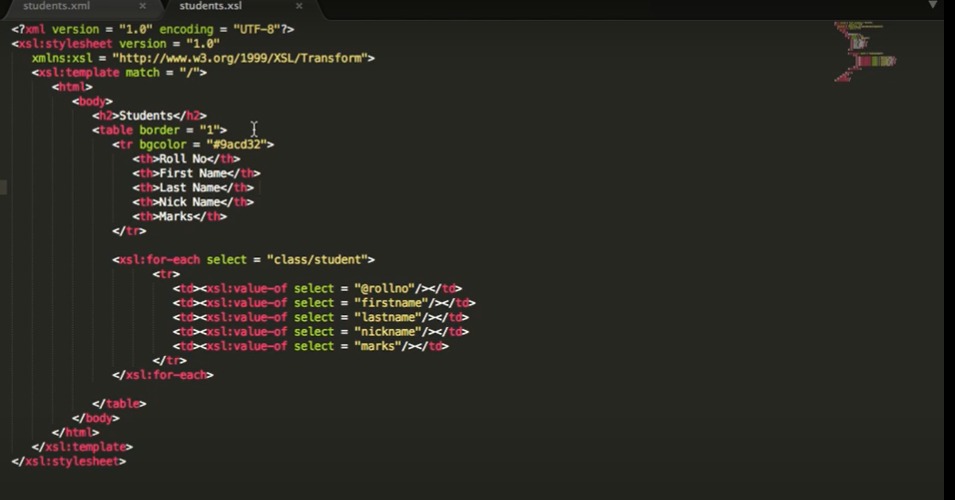 students.xml × students.xsl ×
<?xml version = "1.0" encoding = "UTF-8"?>
<xsl:stylesheet version = "1.0"
xmlns:xsl = "http://www.w3.org/1999/XSL/Transform">
<xsl:template match = "/">
<html>
<body>
<h2>Students</h2>
<table border = "1">
<tr bgcolor = "#9acd32">
<th>Roll No</th>
<th>First Name</th>
<th>Last Name</th>
<th>Nick Name</th>
<th>Marks</th>
</tr>
<xsl:for-each select = "class/student">
<tr>
<td><xsl:value-of select = "@rollno"/></td>
<td><xsl:value-of select = "firstname"/></td>
<td><xsl:value-of select = "lastname"/></td>
<td><xsl:value-of select = "nickname"/></td>
<td><xsl:value-of select = "marks"/></td>
</tr>
</xsl:for-each>
</table>
</body>
</html>
</xsl:template>
</xsl:stylesheet>